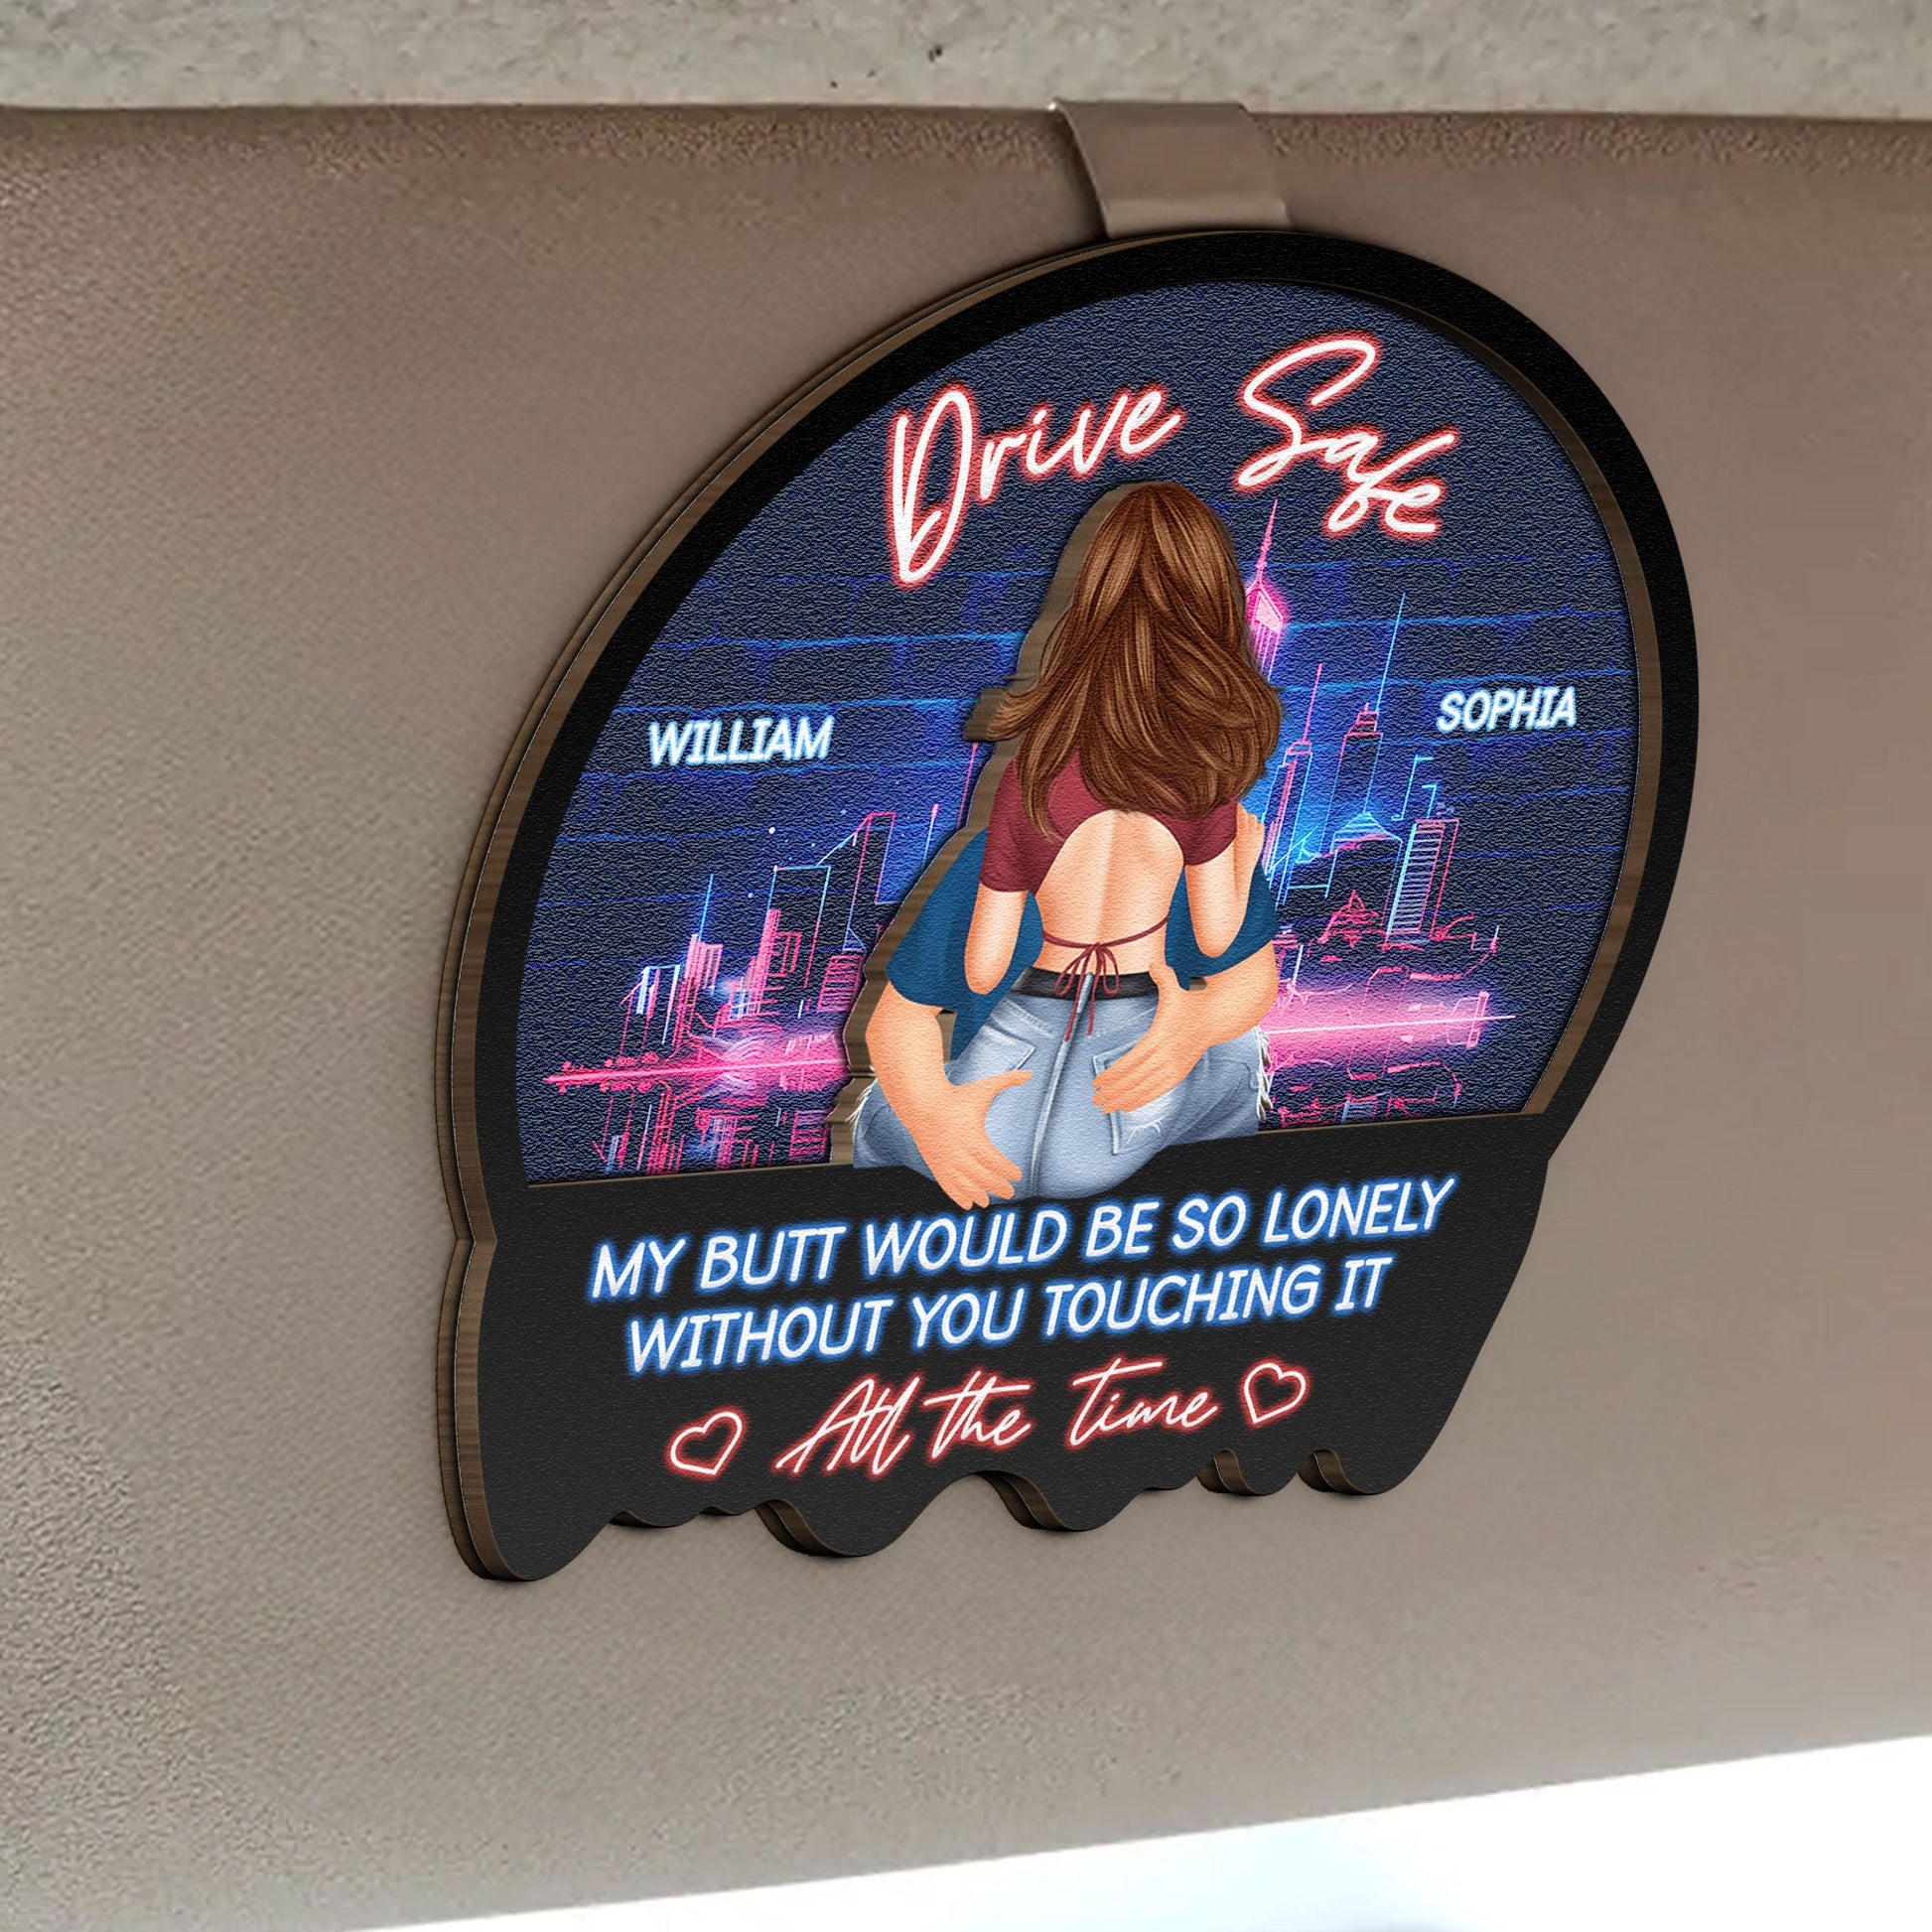 Drive Safe
WILLIAM
SOPHIA
MY BUTT WOULD BE SO LONELY
WITHOUT YOU TOUCHING IT
All the time